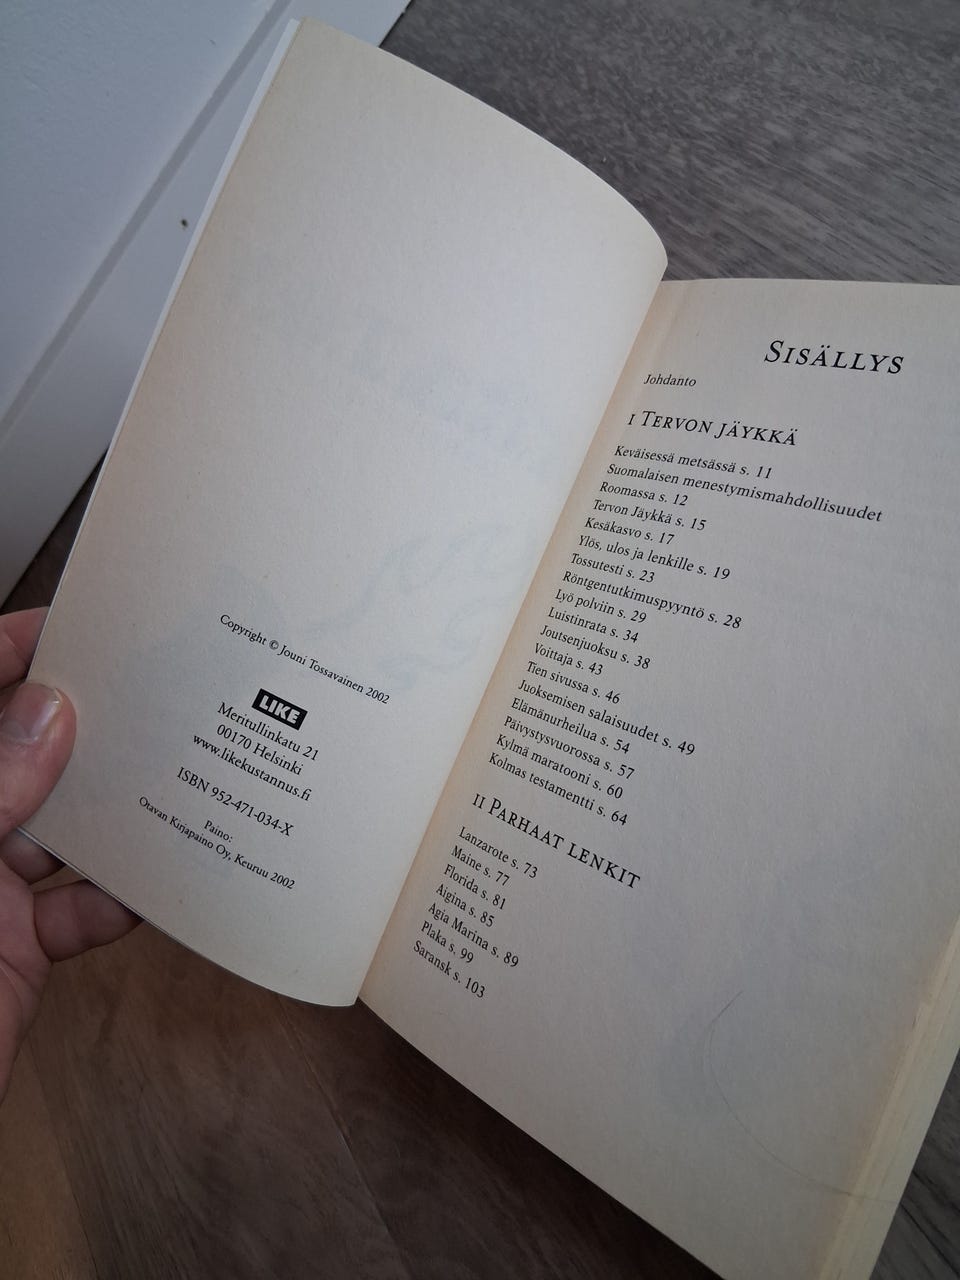 Copyright © Jouni Tossavainen 2002
LIKE
Meritullinkatu 21
00170 Helsinki
www.likekustannus.fi
ISBN 952-471-034-X
Paino:
Otavan Kirjapaino Oy, Keuruu 2002
SISÄLLYS
Johdanto
I TERVON JÄYKKÄ
Keväisessä metsässä s. 11
Suomalaisen menestymismahdollisuudet
Roomassa s. 12
Tervon Jäykkä s. 15
Kesäkasvo s. 17
Ylös, ulos ja lenkille s. 19
Tossutesti s. 23
Röntgentutkimuspyyntö s. 28
Lyö polviin s. 29
Luistinrata s. 34
Joutsenjuoksu s. 38
Voittaja s. 43
Tien sivussa s. 46
Juoksemisen salaisuudet s. 49
Elämänurheilua s. 54
Päivystysvuorossa s. 57
Kylmä maratooni s. 60
Kolmas testamentti s. 64
II PARHAAT LENKIT
Lanzarote s. 73
Maine s. 77
Florida s. 81
Aigina s. 85
Agia Marina s. 89
Plaka s. 99
Saransk s. 103